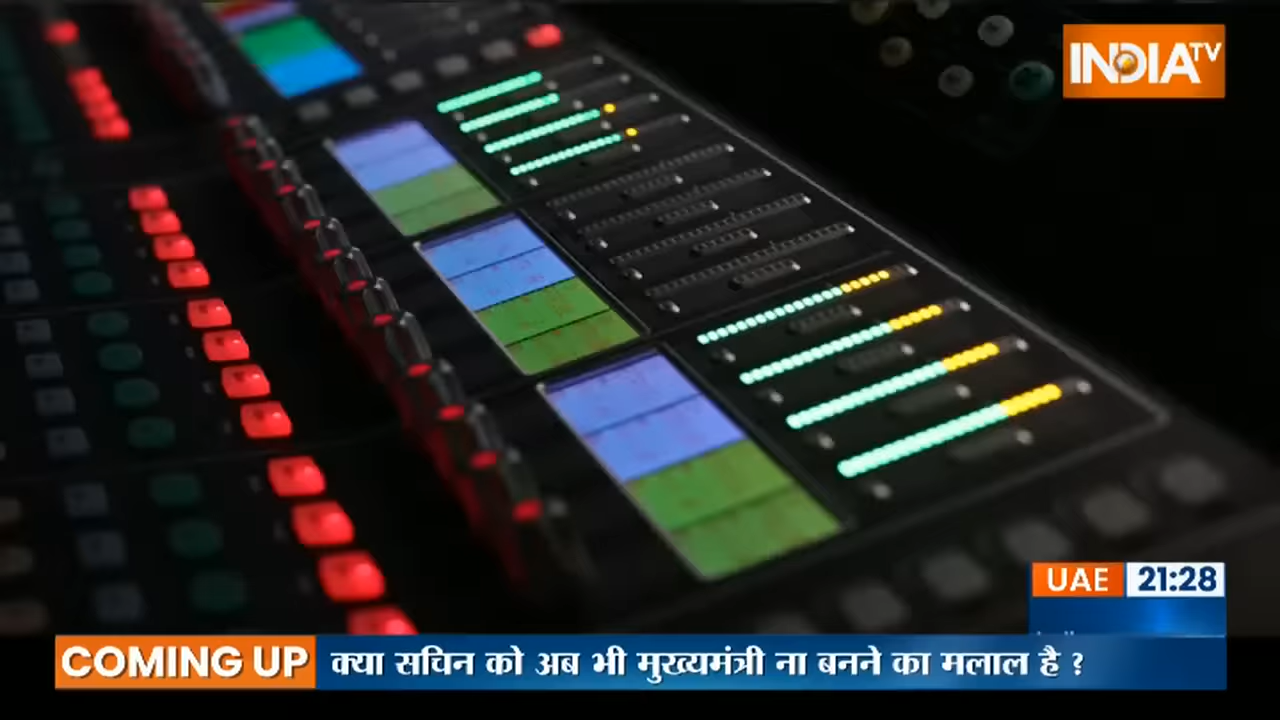 INDIA TV
UAE 21:28
COMING UP क्या सचिन को अब भी मुख्यमंत्री ना बनने का मलाल है ?